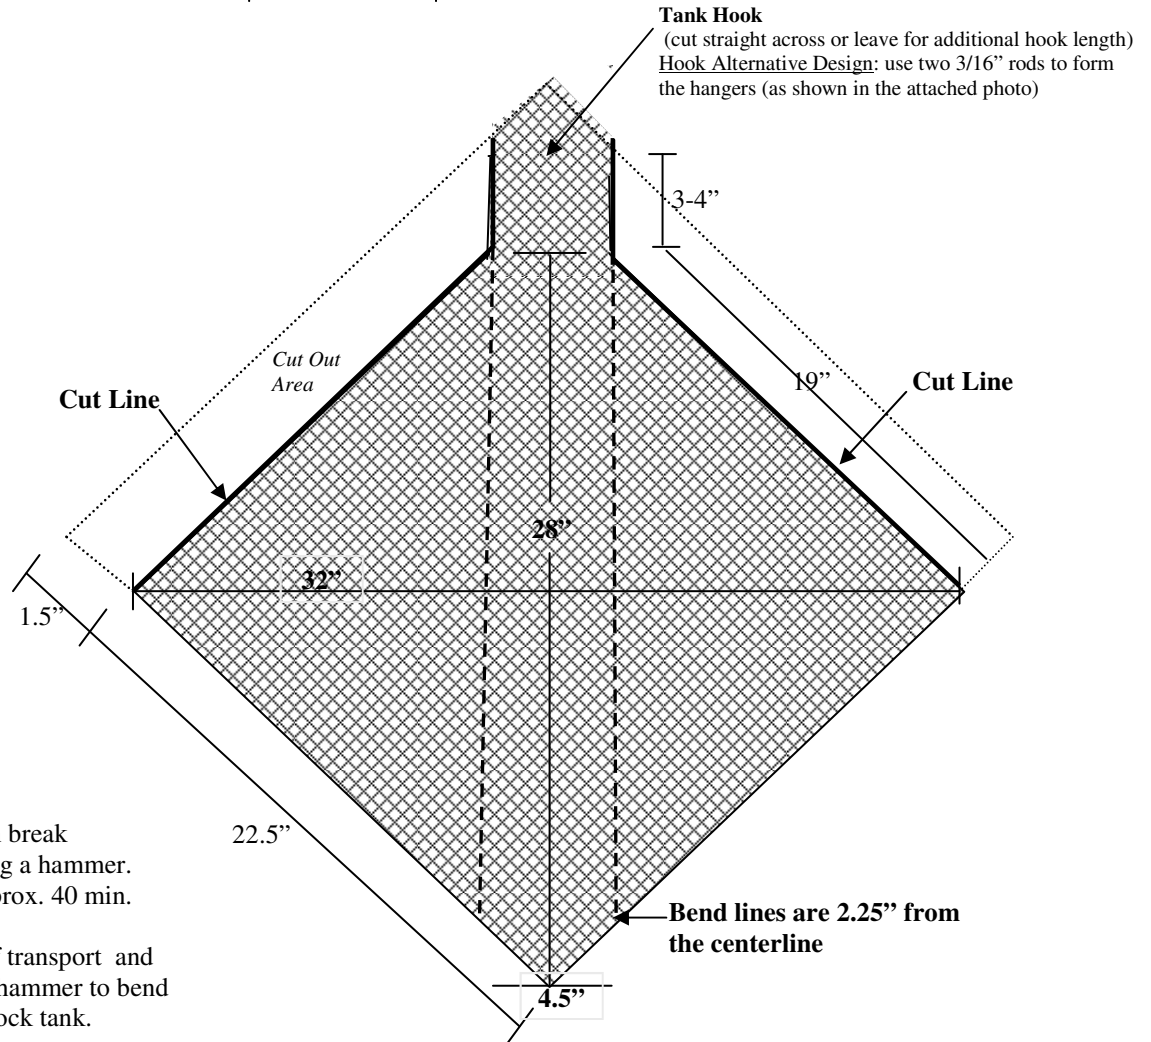 Tank Hook
(cut straight across or leave for additional hook length)
Hook Alternative Design: use two 3/16” rods to form
the hangers (as shown in the attached photo)
3-4”
Cut Out
Area
19”
Cut Line
Cut Line
28”
32”
1.5”
22.5”
break
g a hammer.
prox. 40 min.
transport and
hammer to bend
ock tank.
Bend lines are 2.25” from
the centerline
4.5”